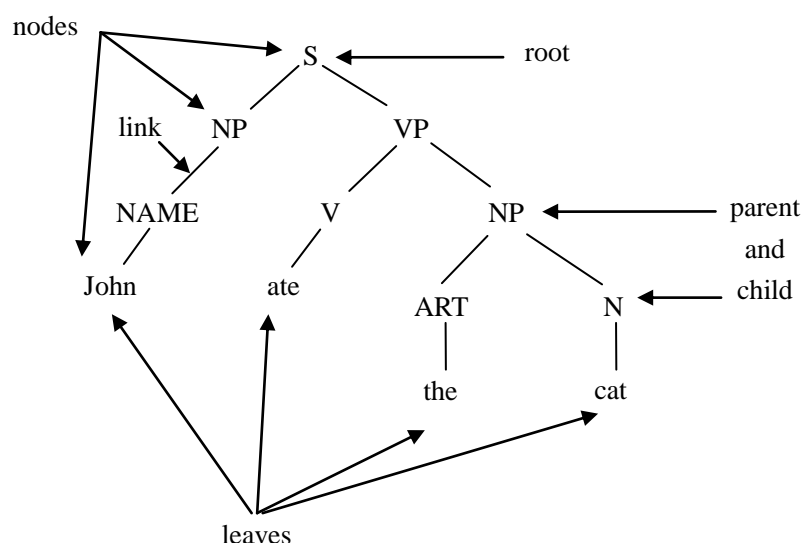 nodes
S
root
link
NP
VP
NAME
V
NP
parent
and
child
John
ate
ART
N
the
cat
leaves